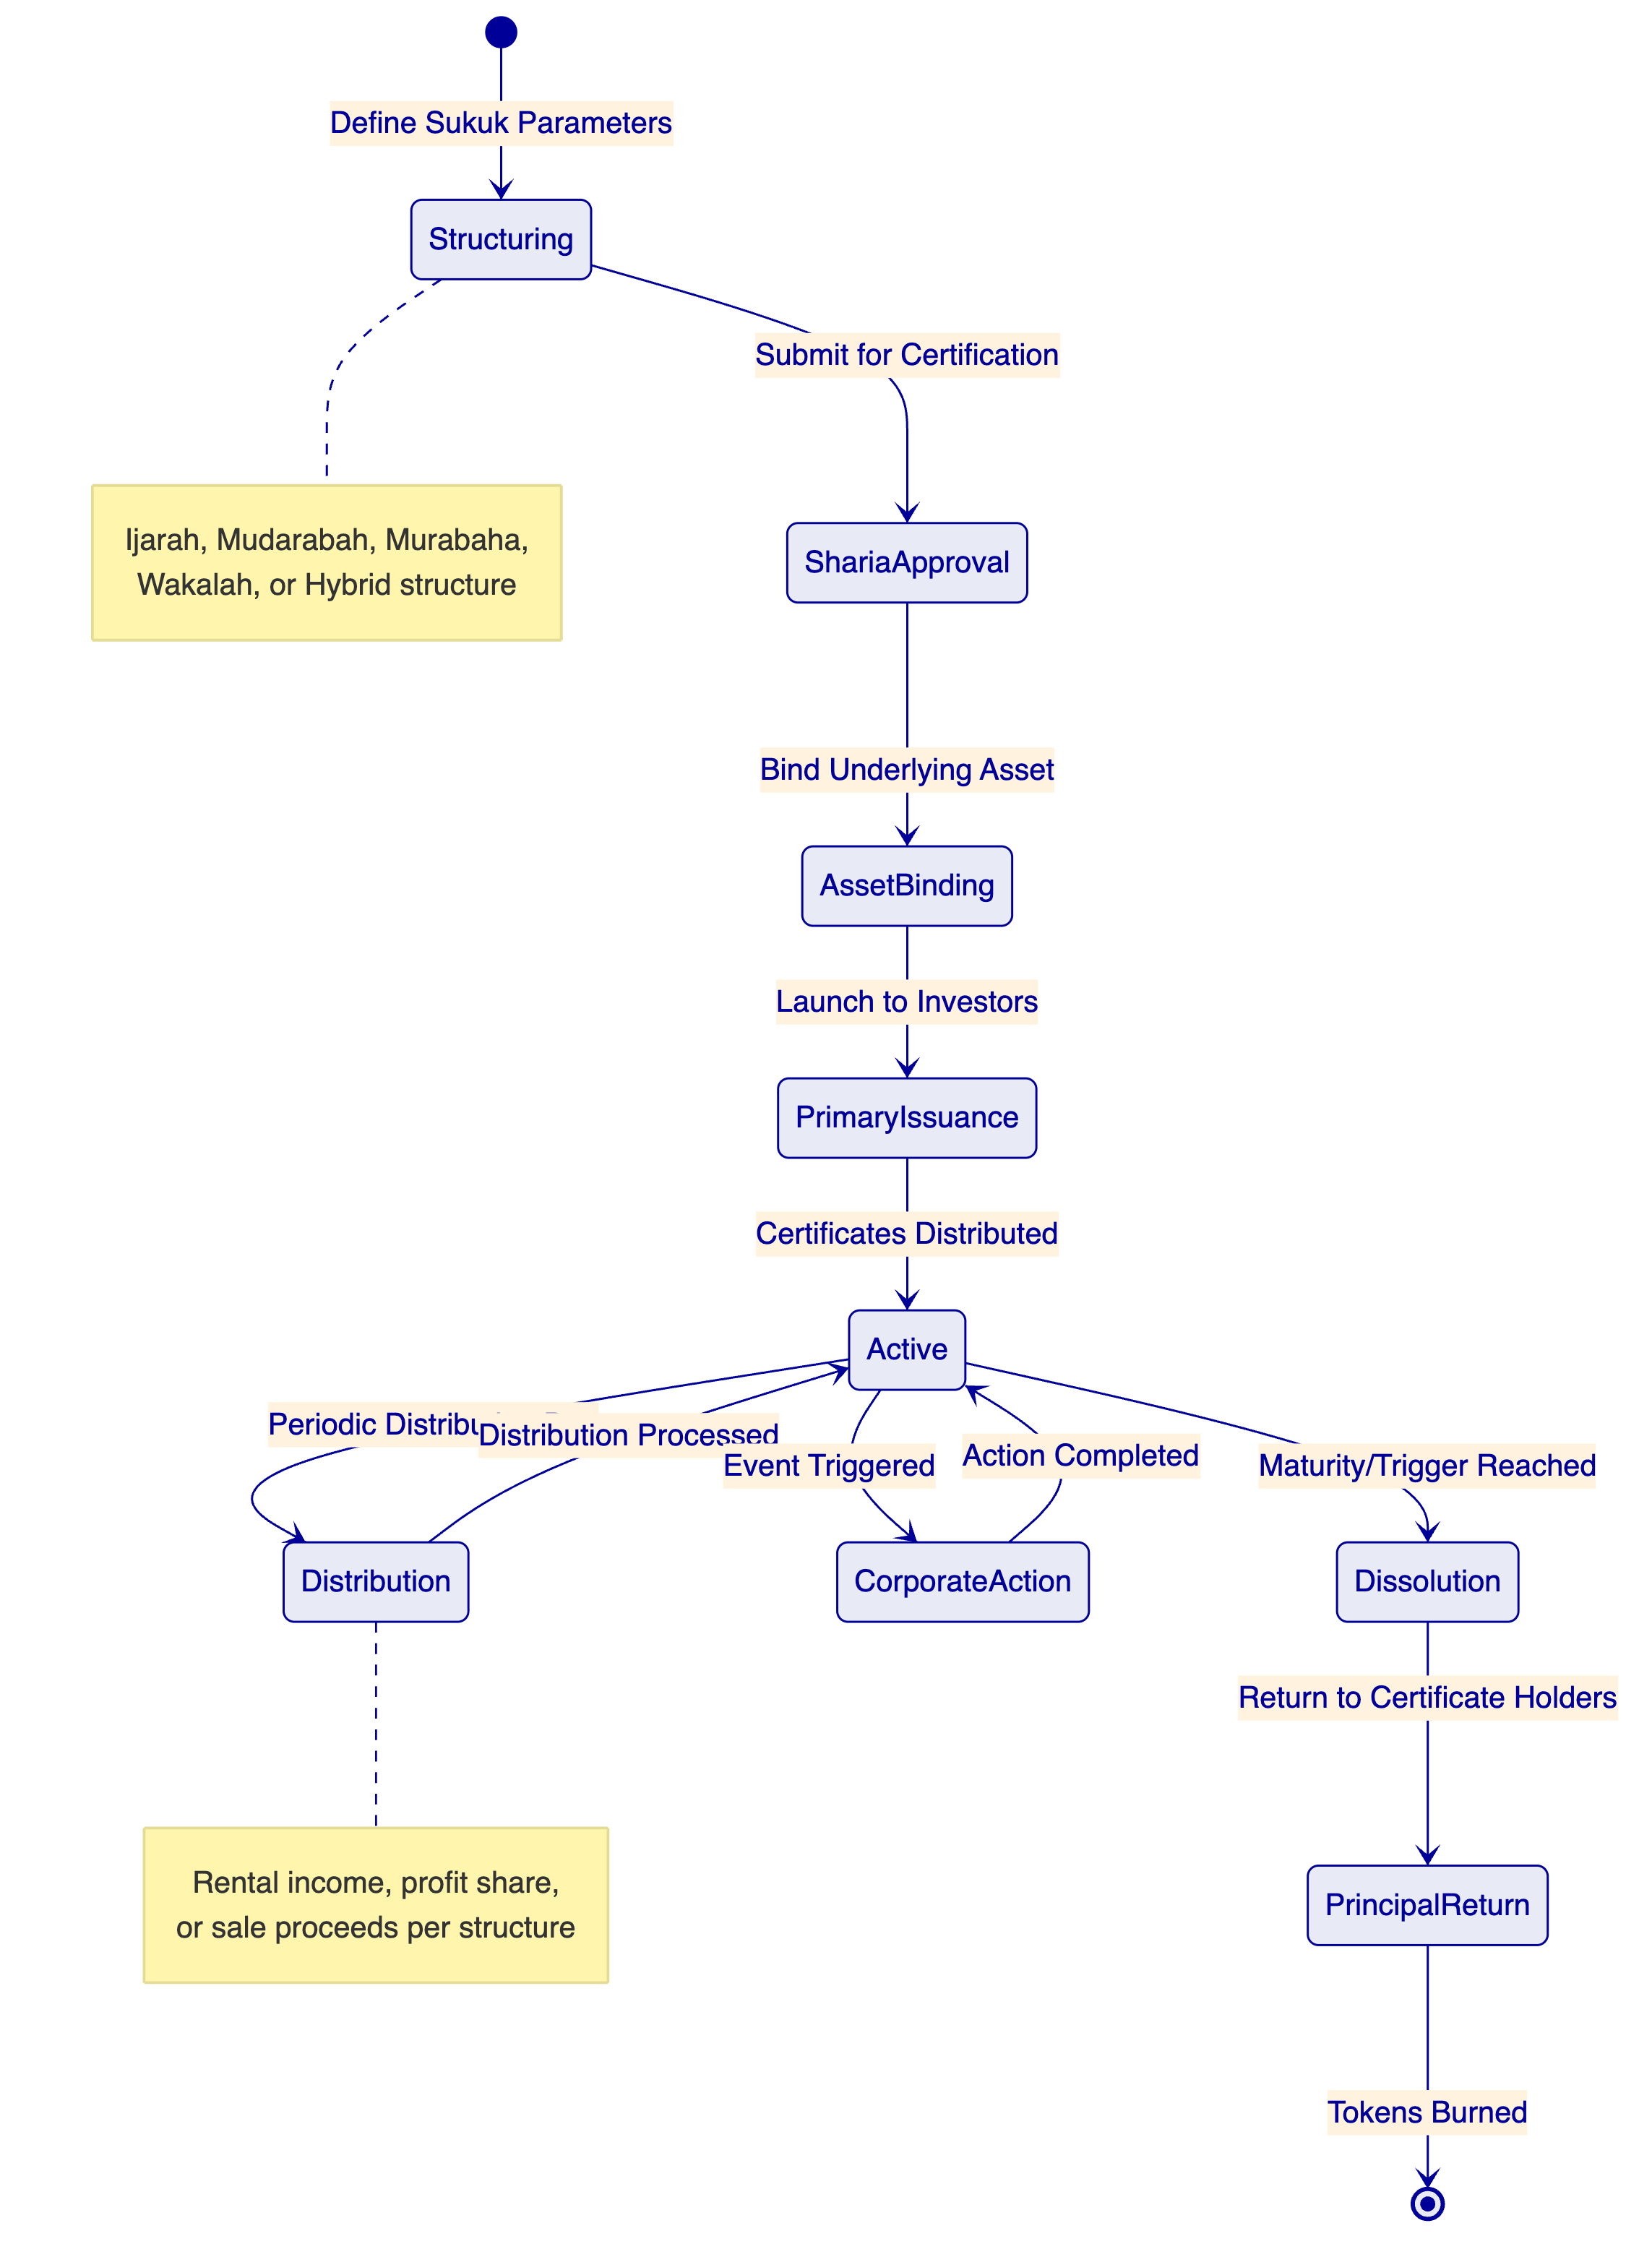 Define Sukuk Parameters
Structuring
Submit for Certification
Ijarah, Mudarabah, Murabaha,
Wakalah, or Hybrid structure
ShariaApproval
Bind Underlying Asset
AssetBinding
Launch to Investors
PrimaryIssuance
Certificates Distributed
Active
Periodic
Distribution Processed
Event Triggered
Action Completed
Maturity/Trigger Reached
Distribution
CorporateAction
Dissolution
Return to Certificate Holders
Rental income, profit share,
or sale proceeds per structure
PrincipalReturn
Tokens Burned